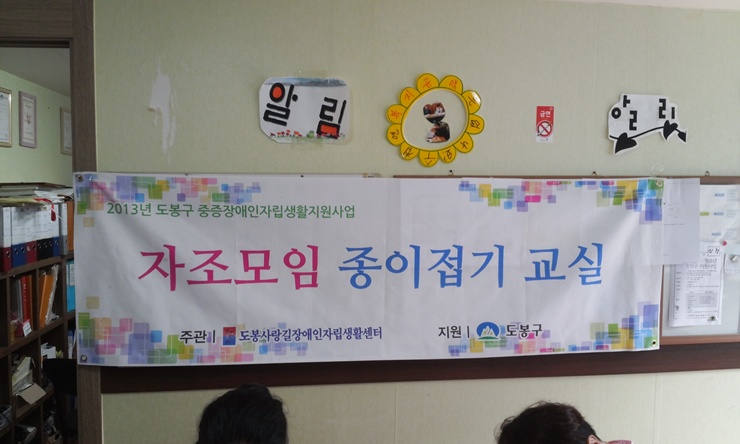 알림
금연
알림
2013년 도봉구 중증장애인자립생활지원사업
자조모임 종이접기 교실
주관 | 도봉사랑길장애인자립생활센터
지원 | 도봉구